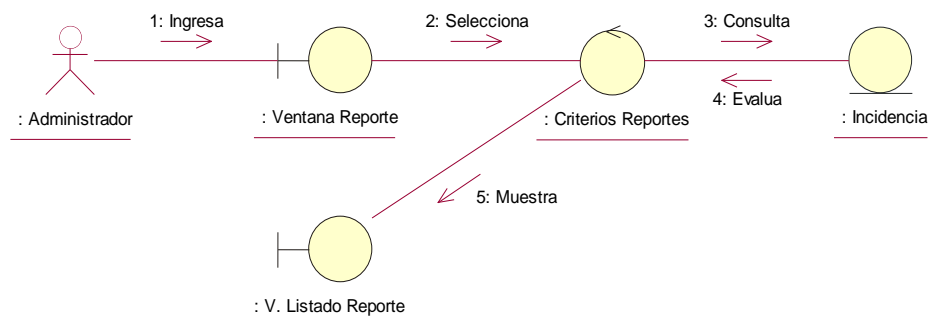 1: Ingresa
2: Selecciona
3: Consulta
4: Evalua
: Administrador
: Ventana Reporte
: Criterios Reportes
: Incidencia
5: Muestra
: V. Listado Reporte